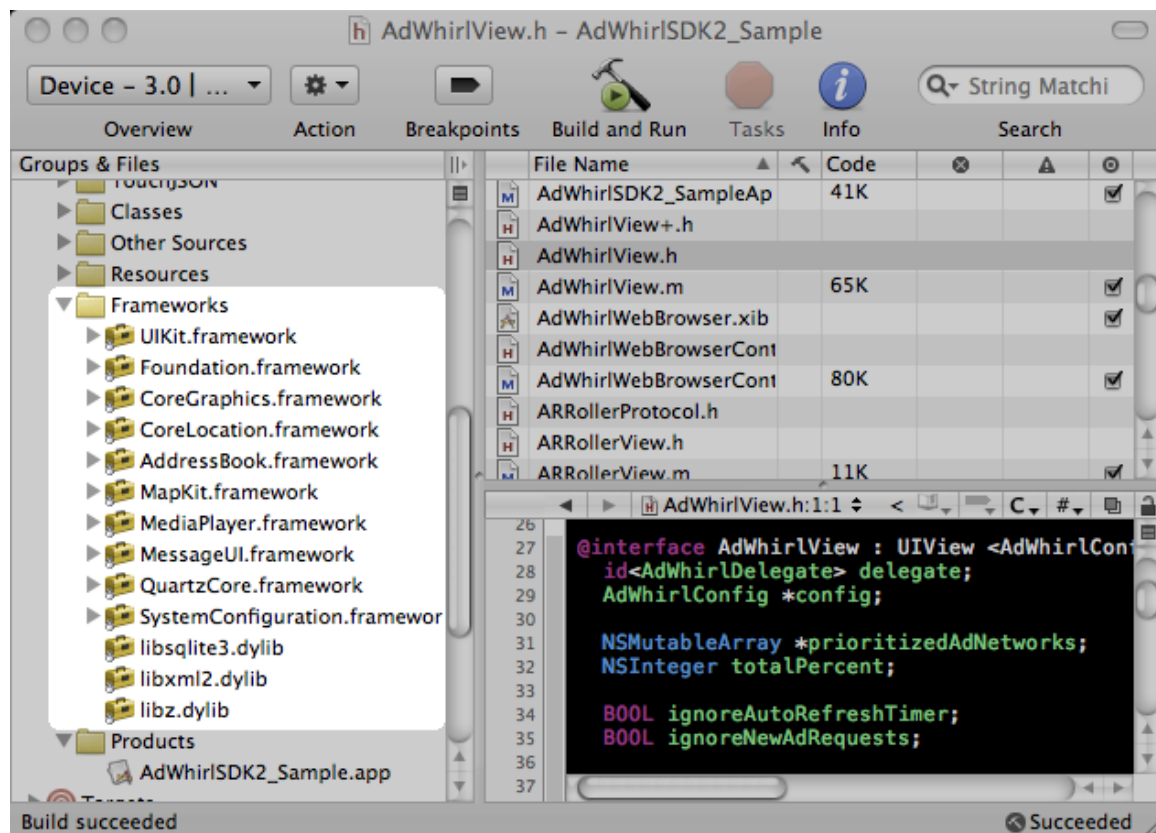 AdWhirlView.h – AdWhirlSDK2_Sample
Device – 3.0 | ...
String Matchi
Overview Action Breakpoints Build and Run Tasks Info Search
Groups & Files
TouchJSON
Classes
Other Sources
Resources
Frameworks
UIKit.framework
Foundation.framework
CoreGraphics.framework
CoreLocation.framework
AddressBook.framework
MapKit.framework
MediaPlayer.framework
MessageUI.framework
QuartzCore.framework
SystemConfiguration.framewor
libsqlite3.dylib
libxml2.dylib
libz.dylib
Products
AdWhirlSDK2_Sample.app
Targets
File Name Code
AdWhirlSDK2_SampleAp 41K
AdWhirlView+.h
AdWhirlView.h
AdWhirlView.m 65K
AdWhirlWebBrowser.xib
AdWhirlWebBrowserCont
AdWhirlWebBrowserCont 80K
ARRollerProtocol.h
ARRollerView.h
ARRollerView.m 11K
AdWhirlView.h:1:1 < C #
26
27 @interface AdWhirlView : UIView <AdWhirlCont
28 id<AdWhirlDelegate> delegate;
29 AdWhirlConfig *config;
30
31 NSMutableArray *prioritizedAdNetworks;
32 NSInteger totalPercent;
33
34 BOOL ignoreAutoRefreshTimer;
35 BOOL ignoreNewAdRequests;
36
37
Build succeeded
Succeeded